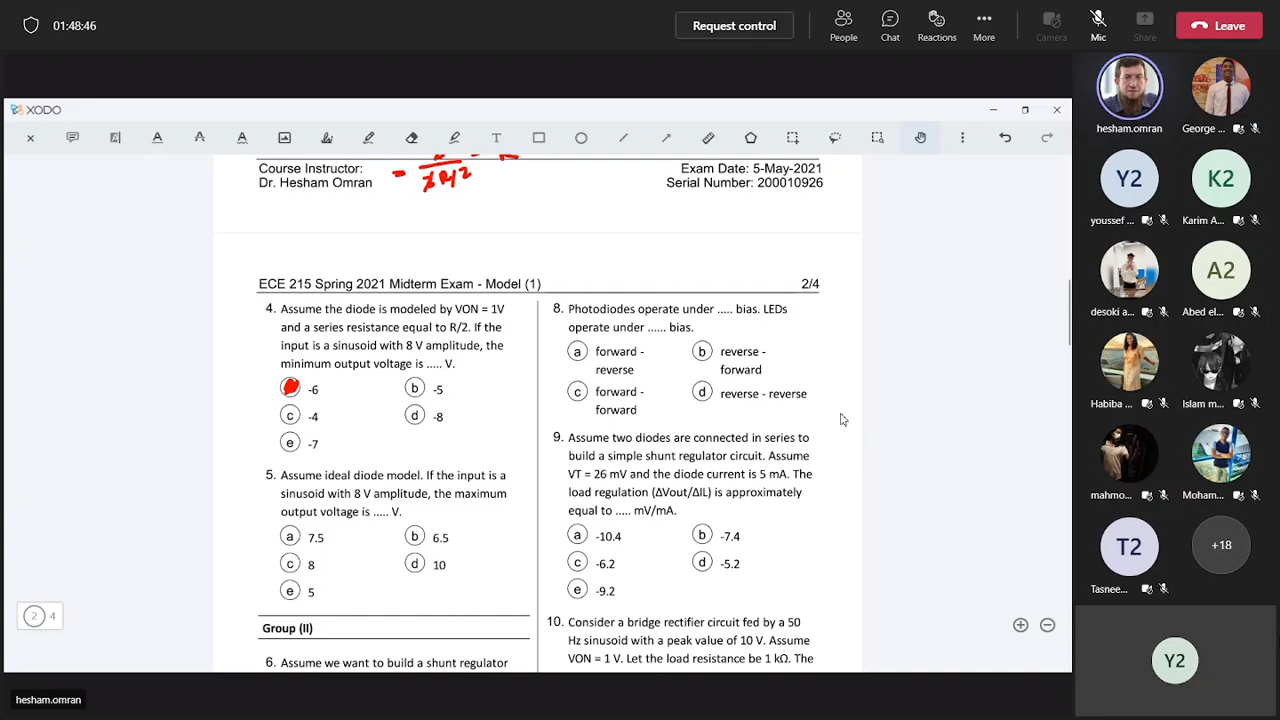 01:48:46
Request control
People
Chat
Reactions
More
Camera
Mic
Share
Leave
XODO
Course Instructor:
Dr. Hesham Omran
Exam Date: 5-May-2021
Serial Number: 200010926
ECE 215 Spring 2021 Midterm Exam - Model (1)
2/4
4. Assume the diode is modeled by VON = 1V
and a series resistance equal to R/2. If the
input is a sinusoid with 8 V amplitude, the
minimum output voltage is ..... V.
-6
b -5
c -4
d -8
e -7
5. Assume ideal diode model. If the input is a
sinusoid with 8 V amplitude, the maximum
output voltage is ..... V.
a 7.5
b 6.5
c 8
d 10
e 5
Group (II)
6. Assume we want to build a shunt regulator
8. Photodiodes operate under ..... bias. LEDs
operate under ...... bias.
a forward -
reverse
b reverse -
forward
c forward -
forward
d reverse - reverse
9. Assume two diodes are connected in series to
build a simple shunt regulator circuit. Assume
VT = 26 mV and the diode current is 5 mA. The
load regulation (ΔVout/ΔIL) is approximately
equal to ..... mV/mA.
a -10.4
b -7.4
c -6.2
d -5.2
e -9.2
10. Consider a bridge rectifier circuit fed by a 50
Hz sinusoid with a peak value of 10 V. Assume
VON = 1 V. Let the load resistance be 1 kΩ. The
2 4
hesham.omran
hesham.omran
George ...
Y2
youssef ...
K2
Karim A...
desoki a...
A2
Abed el...
Habiba ...
Islam m...
mahmo...
Moham...
T2
Tasnee...
+18
Y2